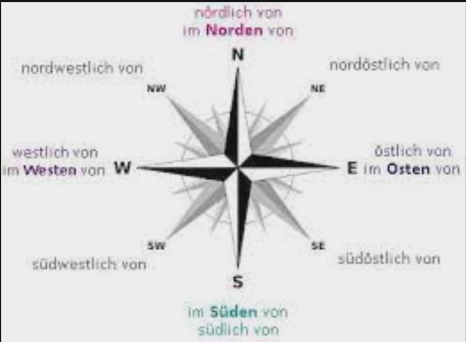 nördlich von
im Norden von
N
nordwestlich von
nordöstlich von
NW
NE
westlich von
im Westen von
W
E
östlich von
im Osten von
SW
SE
südwestlich von
südöstlich von
S
im Süden von
südlich von